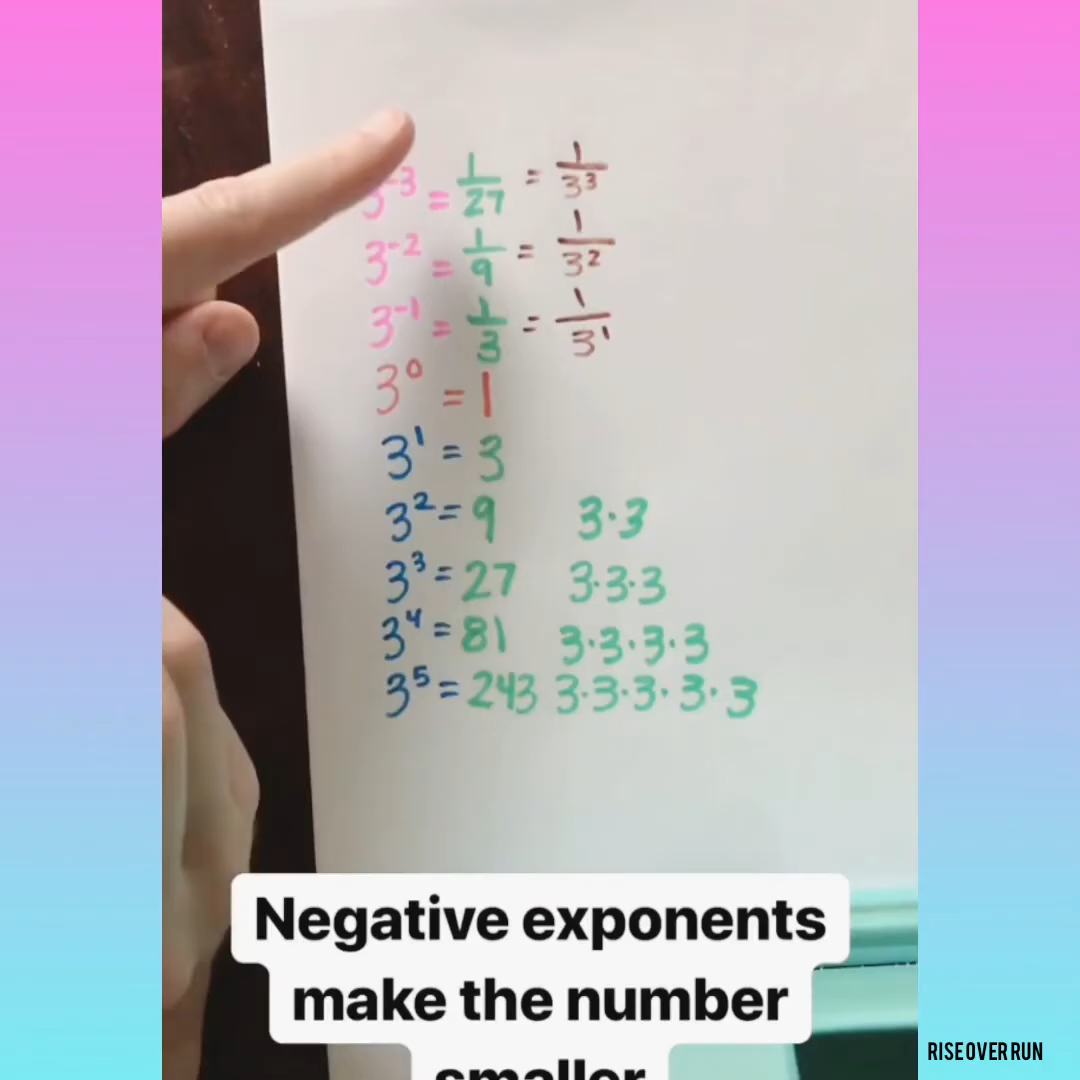 3⁻³ = 1/27 = 1/3³
3⁻² = 1/9 = 1/3²
3⁻¹ = 1/3 = 1/3¹
3⁰ = 1
3¹ = 3
3² = 9 3·3
3³ = 27 3·3·3
3⁴ = 81 3·3·3·3
3⁵ = 243 3·3·3·3·3
Negative exponents
make the number
smaller
RISE OVER RUN